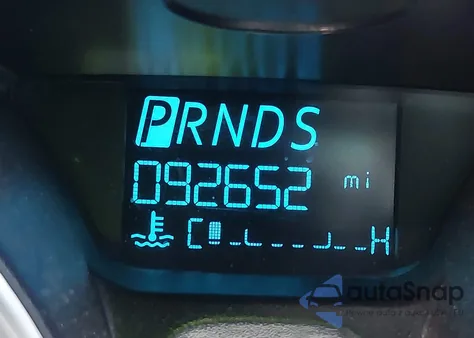 PRNDS
092652 mi
C H
autoSnap